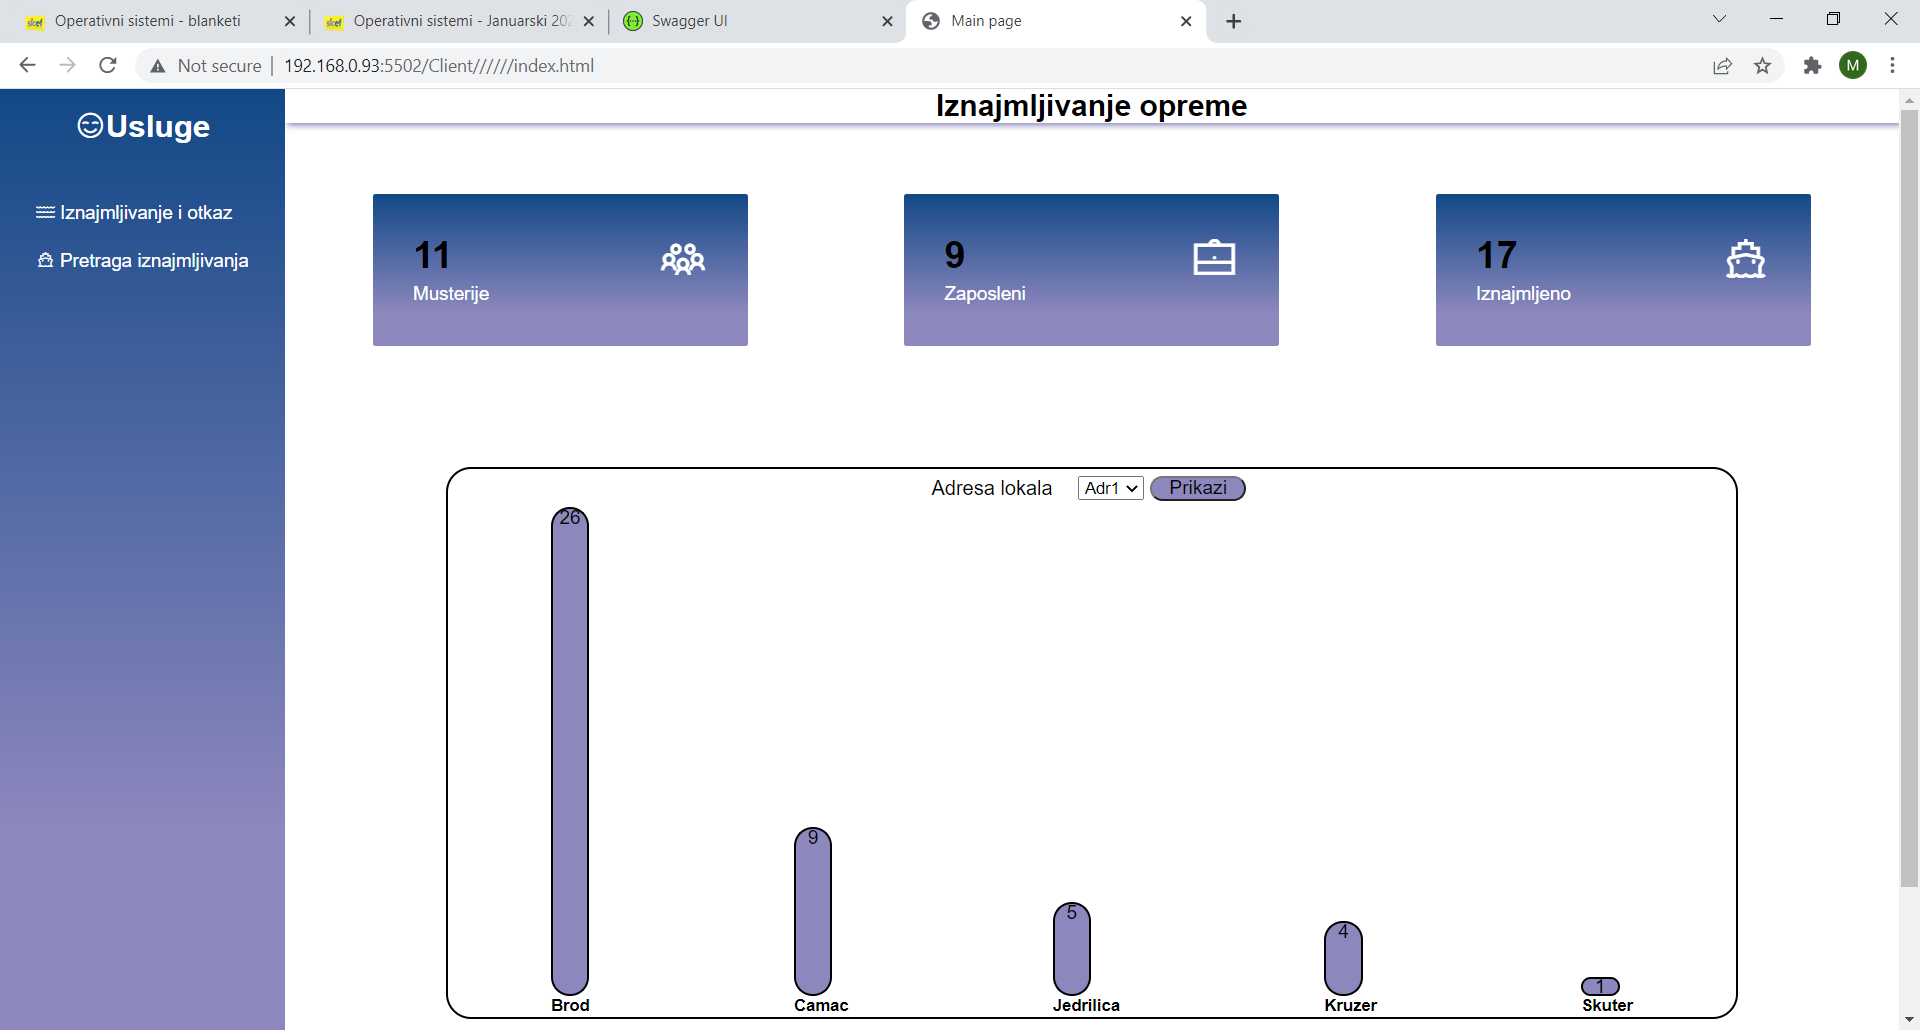 Operativni sistemi - blanketi
Operativni sistemi - Januarski 202
Swagger UI
Main page
Not secure
192.168.0.93:5502/Client//////index.html
M
Usluge
Iznajmljivanje i otkaz
Pretraga iznajmljivanja
Iznajmljivanje opreme
11
Musterije
9
Zaposleni
17
Iznajmljeno
Adresa lokala
Adr1
Prikazi
26
9
5
4
1
Brod
Camac
Jedrilica
Kruzer
Skuter